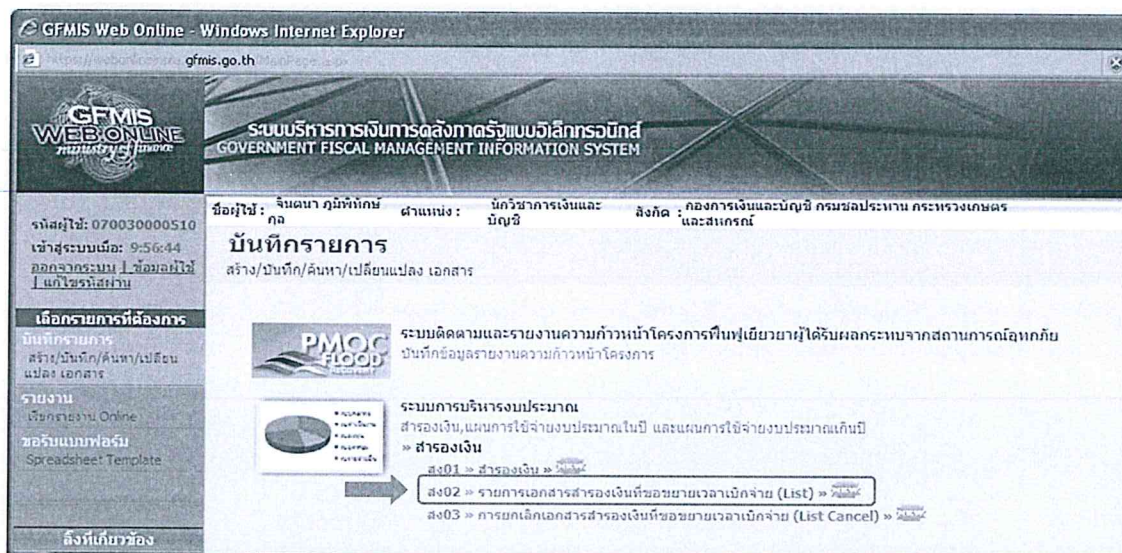 GFMIS Web Online - Windows Internet Explorer
gfmis.go.th
GFMIS
WEB ONLINE
ministry of finance
ระบบบริหารการเงินการคลังภาครัฐแบบอิเล็กทรอนิกส์
GOVERNMENT FISCAL MANAGEMENT INFORMATION SYSTEM
ชื่อผู้ใช้ : จินตนา ภูมิพิทักษ์กุล ตำแหน่ง : นักวิชาการเงินและบัญชี สังกัด : กองการเงินและบัญชี กรมชลประทาน กระทรวงเกษตรและสหกรณ์
รหัสผู้ใช้: 070030000510
เข้าสู่ระบบเมื่อ: 9:56:44
ออกจากระบบ | ข้อมูลผู้ใช้
| แก้ไขรหัสผ่าน
บันทึกรายการ
สร้าง/บันทึก/ค้นหา/เปลี่ยนแปลง เอกสาร
เลือกรายการที่ต้องการ
บันทึกรายการ
สร้าง/บันทึก/ค้นหา/เปลี่ยน
แปลง เอกสาร
รายงาน
เรียกรายงาน Online
ขอรับแบบฟอร์ม
Spreadsheet Template
ลิงที่เกี่ยวข้อง
PMOC
FLOOD
ระบบติดตามและรายงานความก้าวหน้าโครงการฟื้นฟูเยียวยาผู้ได้รับผลกระทบจากสถานการณ์อุทกภัย
บันทึกข้อมูลรายงานความก้าวหน้าโครงการ
ระบบการบริหารงบประมาณ
สำรองเงิน,แผนการใช้จ่ายงบประมาณในปี และแผนการใช้จ่ายงบประมาณเกินปี
» สำรองเงิน
สง01 » สำรองเงิน »
สง02 » รายการเอกสารสำรองเงินที่ขอขยายเวลาเบิกจ่าย (List) »
สง03 » การยกเลิกเอกสารสำรองเงินที่ขอขยายเวลาเบิกจ่าย (List Cancel) »